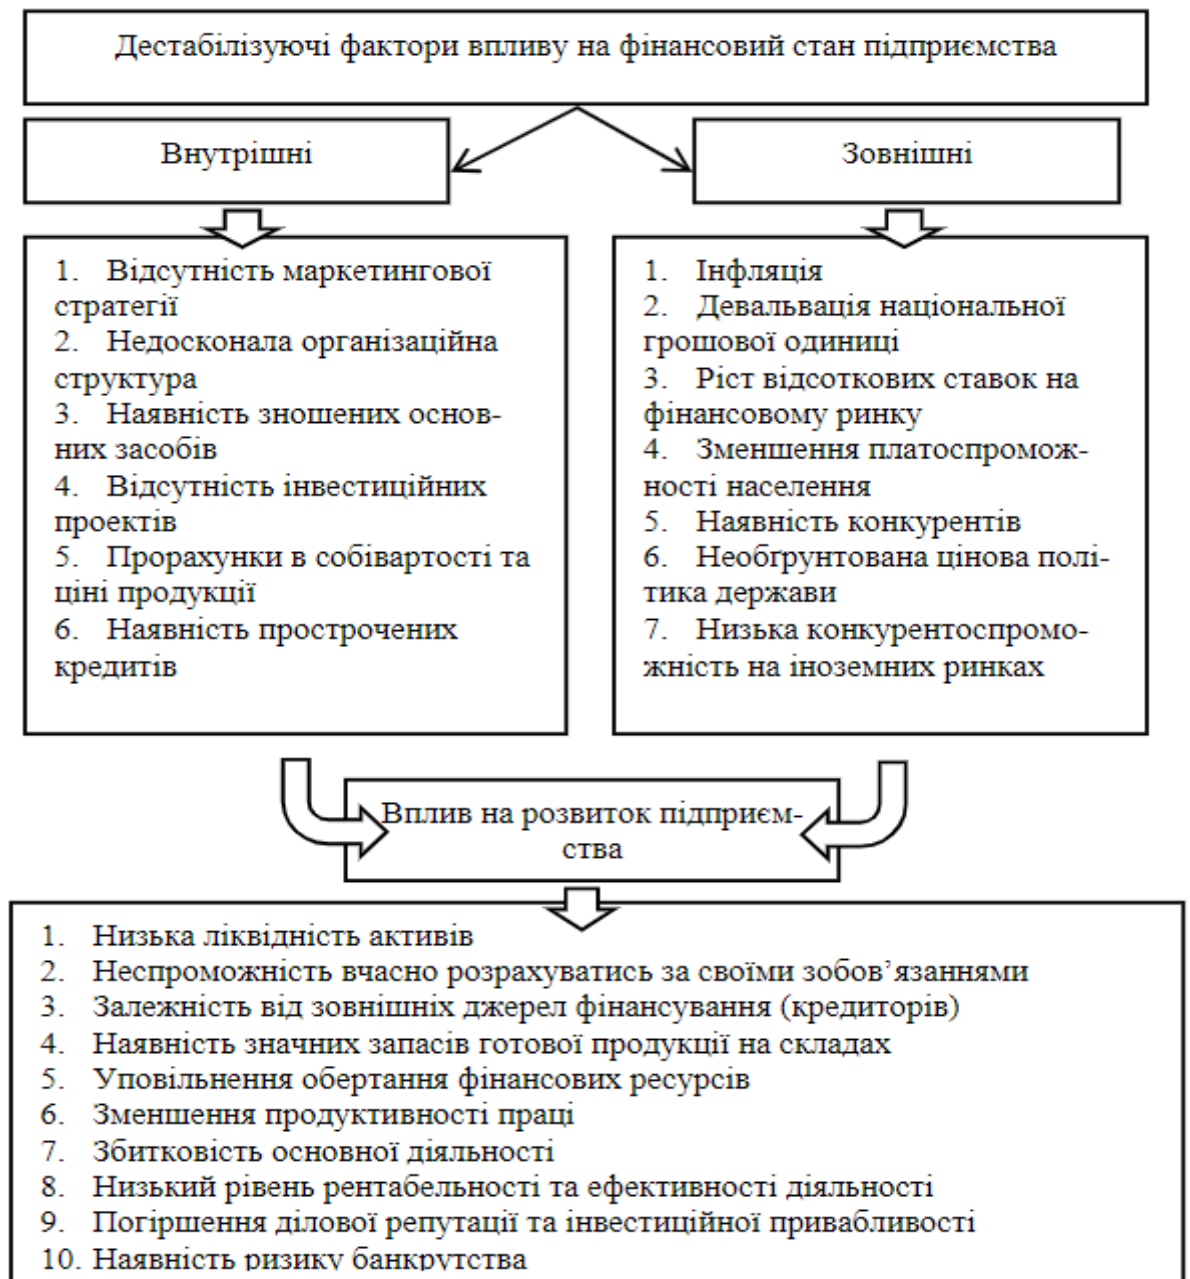 Дестабілізуючі фактори впливу на фінансовий стан підприємства
Внутрішні
Зовнішні
1. Відсутність маркетингової
стратегії
2. Недосконала організаційна
структура
3. Наявність зношених основ-
них засобів
4. Відсутність інвестиційних
проектів
5. Прорахунки в собівартості та
ціні продукції
6. Наявність прострочених
кредитів
1. Інфляція
2. Девальвація національної
грошової одиниці
3. Ріст відсоткових ставок на
фінансовому ринку
4. Зменшення платоспромож-
ності населення
5. Наявність конкурентів
6. Необґрунтована цінова полі-
тика держави
7. Низька конкурентоспромо-
жність на іноземних ринках
Вплив на розвиток підприєм-
ства
1. Низька ліквідність активів
2. Неспроможність вчасно розрахуватись за своїми зобов’язаннями
3. Залежність від зовнішніх джерел фінансування (кредиторів)
4. Наявність значних запасів готової продукції на складах
5. Уповільнення обертання фінансових ресурсів
6. Зменшення продуктивності праці
7. Збитковість основної діяльності
8. Низький рівень рентабельності та ефективності діяльності
9. Погіршення ділової репутації та інвестиційної привабливості
10. Наявність ризику банкрутства